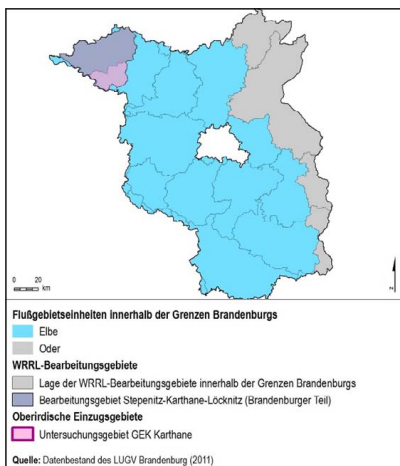 0 20
km
N
Flußgebietseinheiten innerhalb der Grenzen Brandenburgs
Elbe
Oder
WRRL-Bearbeitungsgebiete
Lage der WRRL-Bearbeitungsgebiete innerhalb der Grenzen Brandenburgs
Bearbeitungsgebiet Stepenitz-Karthane-Löcknitz (Brandenburger Teil)
Oberirdische Einzugsgebiete
Untersuchungsgebiet GEK Karthane
Quelle: Datenbestand des LUGV Brandenburg (2011)